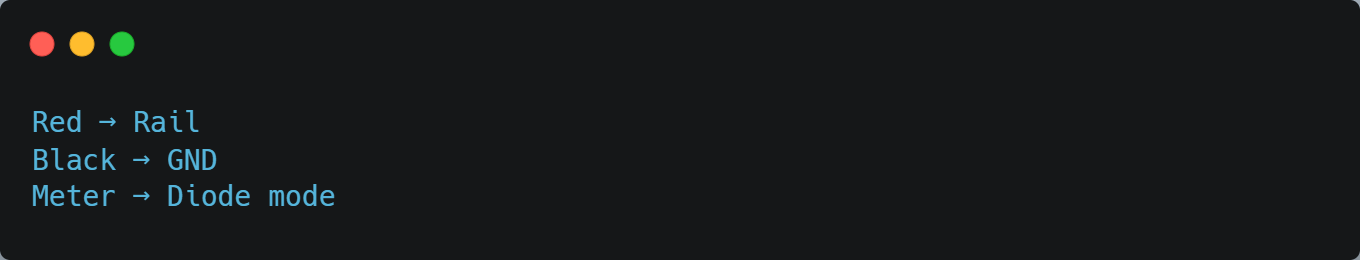 Red → Rail
Black → GND
Meter → Diode mode